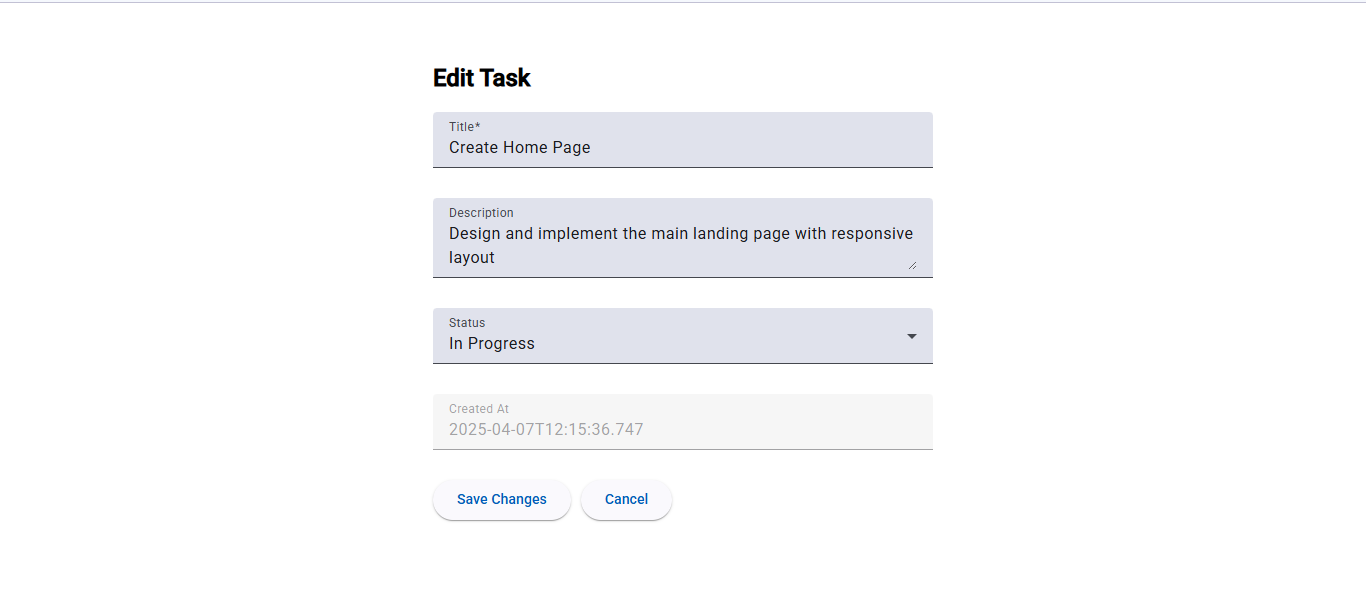 Edit Task
Title*
Create Home Page
Description
Design and implement the main landing page with responsive
layout
Status
In Progress
Created At
2025-04-07T12:15:36.747
Save Changes Cancel